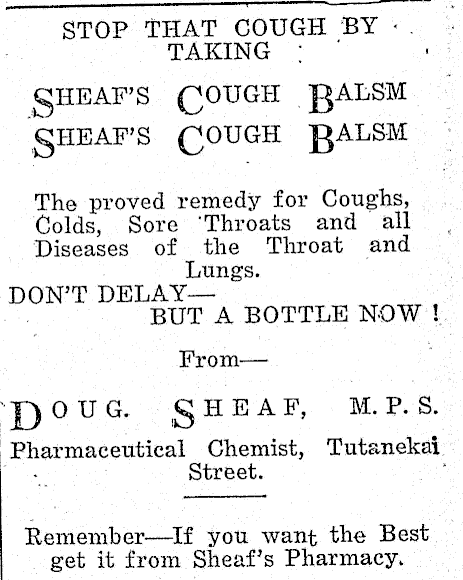 STOP THAT COUGH BY
TAKING :
SHEAF'S COUGH BALSM
SHEAF'S COUGH BALSM
The proved remedy for Coughs,
Colds, Sore Throats and all
Diseases of the Throat and
Lungs.
DON'T DELAY—
BUT A BOTTLE NOW !
From—
DOUG. SHEAF, M. P. S.
Pharmaceutical Chemist, Tutanekai
Street.
Remember—If you want the Best
get it from Sheaf's Pharmacy.